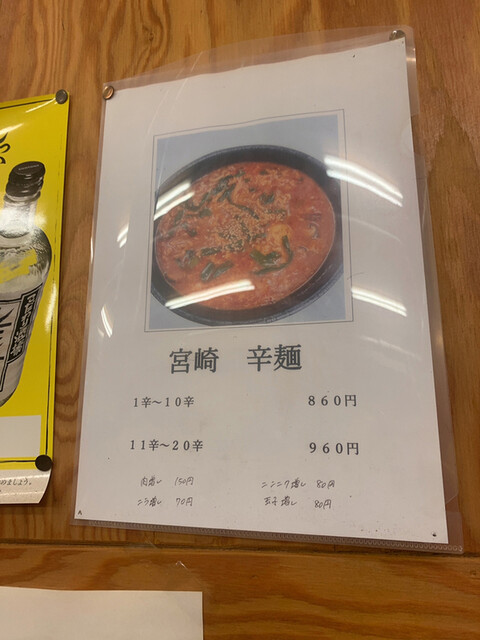 宮崎 辛麺
1辛～10辛 860円
11辛～20辛 960円
肉増し 150円 ニンニク増し 80円
ニラ増し 70円 玉子増し 80円